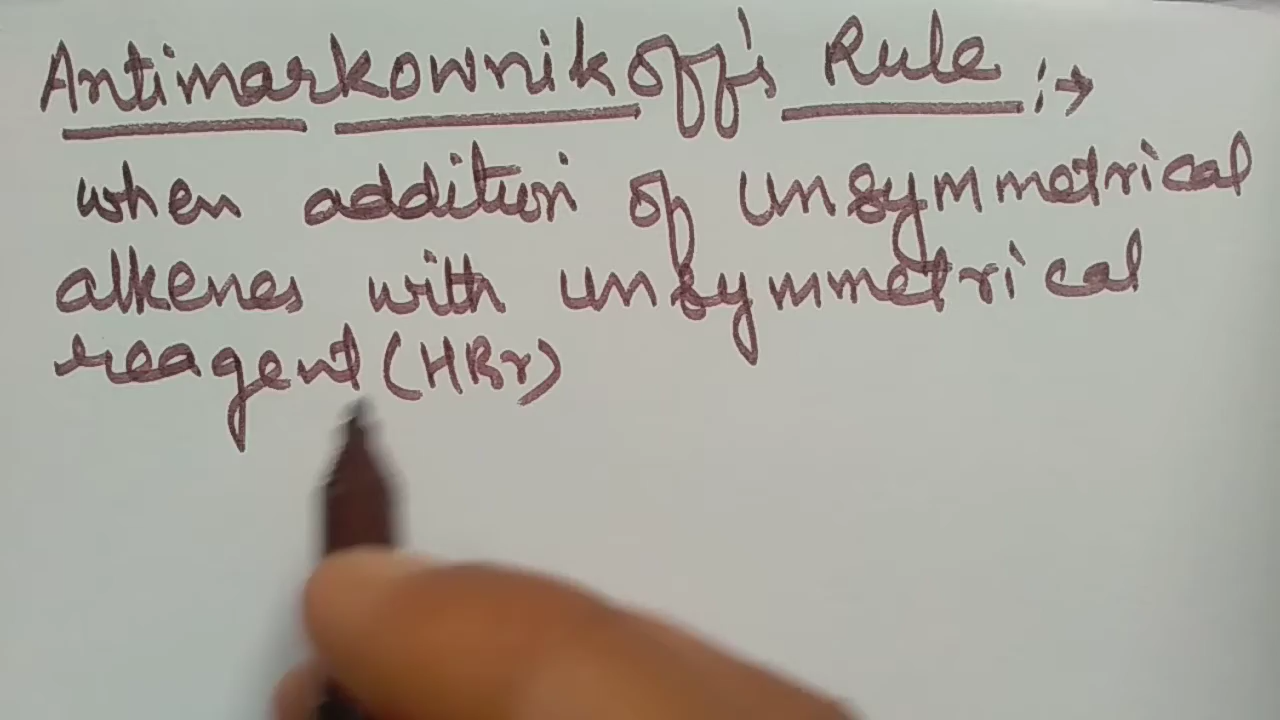 Antimarkownikoff's Rule :→
when addition of unsymmetrical
alkenes with unsymmetrical
reagent (HBr)